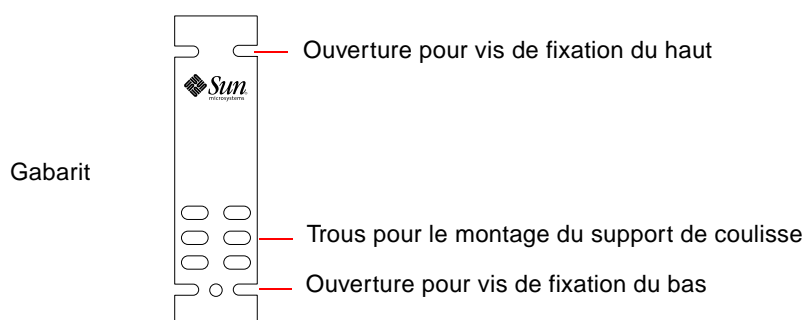 Ouverture pour vis de fixation du haut
Sun
microsystems
Gabarit
Trous pour le montage du support de coulisse
Ouverture pour vis de fixation du bas